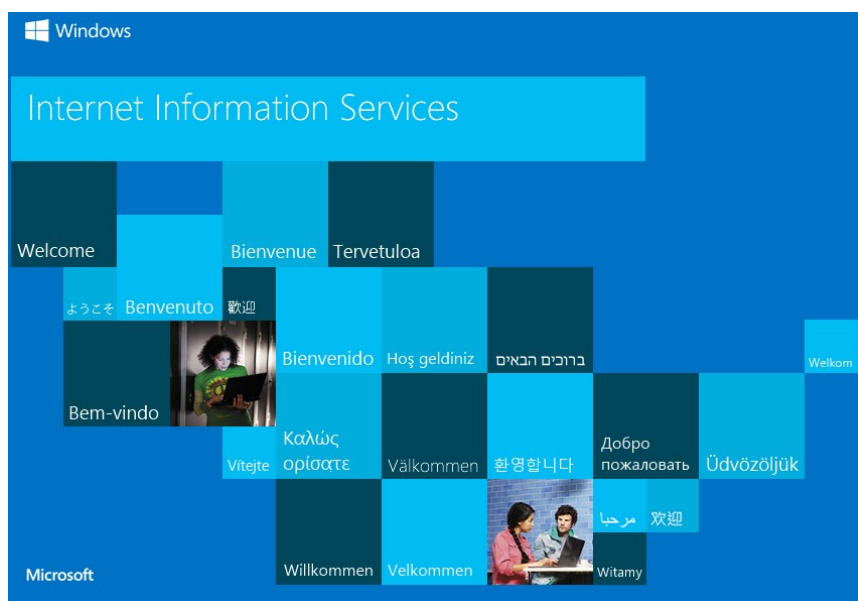 Windows
Internet Information Services
Welcome
Bienvenue
Tervetuloa
ようこそ
Benvenuto
歡迎
Bienvenido
Hoş geldiniz
ברוכים הבאים
Welkom
Bem-vindo
Vítejte
Καλώς
ορίσατε
Välkommen
환영합니다
Добро
пожаловать
Üdvözöljük
مرحبا
欢迎
Willkommen
Velkommen
Witamy
Microsoft